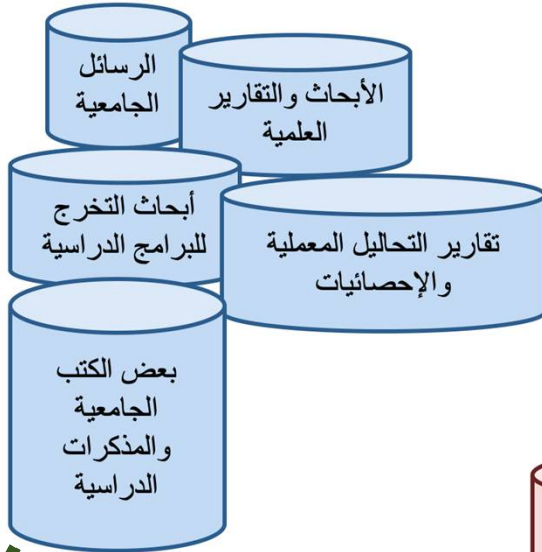 الرسائل
الجامعية
الأبحاث والتقارير
العلمية
أبحاث التخرج
للبرامج الدراسية
تقارير التحاليل المعملية
والإحصائيات
بعض الكتب
الجامعية
والمذكرات
الدراسية